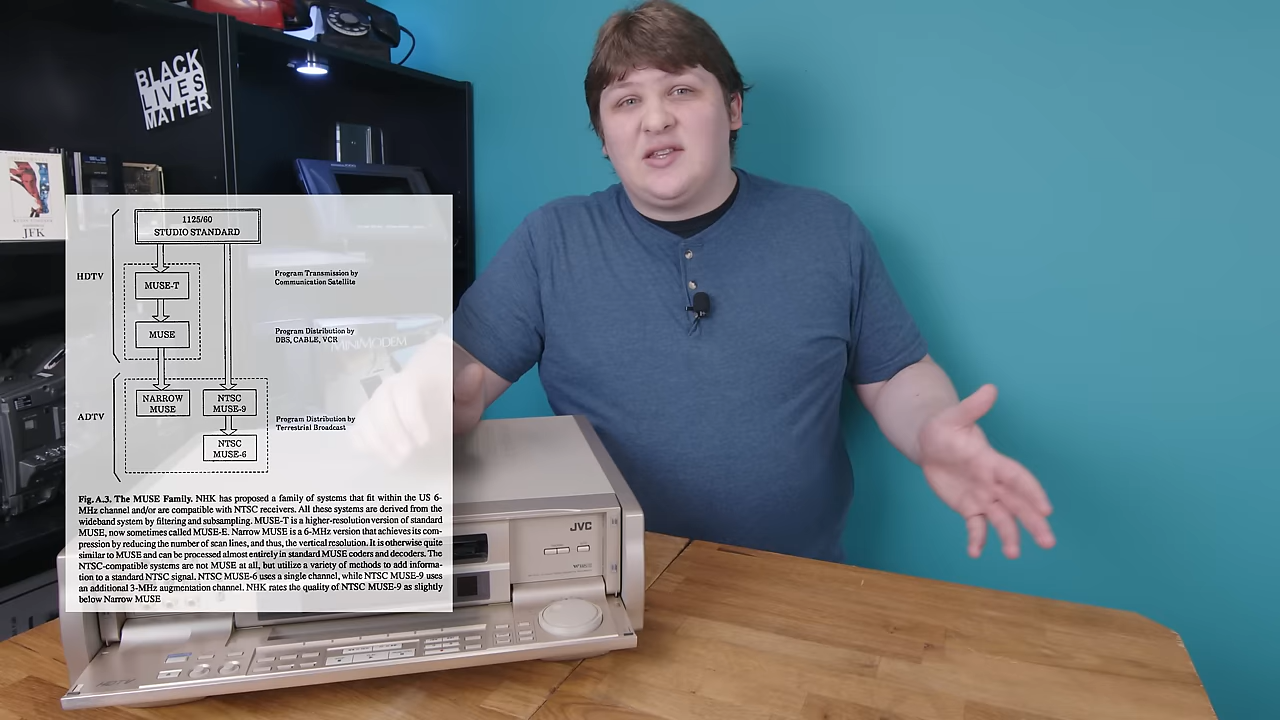 BLACK
LIVES
MATTER
JFK
1125/60
STUDIO STANDARD
HDTV
MUSE-T
Program Transmission by
Communication Satellite
MUSE
Program Distribution by
DBS, CABLE, VCR
MINIMODEM
ADTV
NARROW
MUSE
NTSC
MUSE-9
Program Distribution by
Terrestrial Broadcast
NTSC
MUSE-6
Fig. A.3. The MUSE Family. NHK has proposed a family of systems that fit within the US 6-
MHz channel and/or are compatible with NTSC receivers. All these systems are derived from the
wideband system by filtering and subsampling. MUSE-T is a higher-resolution version of standard
MUSE, now sometimes called MUSE-E. Narrow MUSE is a 6-MHz version that achieves its com-
pression by reducing the number of scan lines, and thus, the vertical resolution. It is otherwise quite
similar to MUSE and can be processed almost entirely in standard MUSE coders and decoders. The
NTSC-compatible systems are not MUSE at all, but utilize a variety of methods to add informa-
tion to a standard NTSC signal. NTSC MUSE-6 uses a single channel, while NTSC MUSE-9 uses
an additional 3-MHz augmentation channel. NHK rates the quality of NTSC MUSE-9 as slightly
below Narrow MUSE
JVC
HDTV